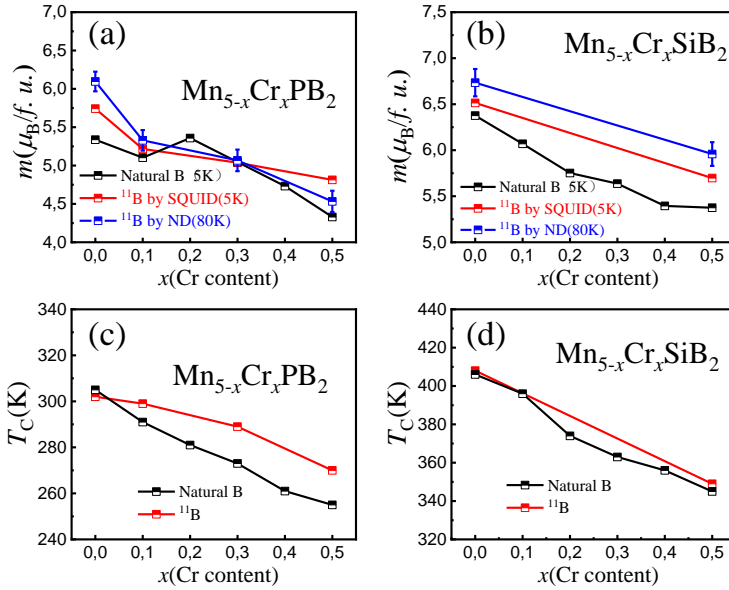 (a)
Mn5-xCrxPB2
m(μB/f. u.)
7,0
6,5
6,0
5,5
5,0
4,5
4,0
Natural B 5K）
11B by SQUID(5K)
11B by ND(80K)
0,0 0,1 0,2 0,3 0,4 0,5
x(Cr content)
(b)
Mn5-xCrxSiB2
m(μB/f. u.)
7,5
7,0
6,5
6,0
5,5
5,0
Natural B 5K）
11B by SQUID(5K)
11B by ND(80K)
0,0 0,1 0,2 0,3 0,4 0,5
x(Cr content)
(c)
Mn5-xCrxPB2
TC(K)
340
320
300
280
260
240
Natural B
11B
0,0 0,1 0,2 0,3 0,4 0,5
x(Cr content)
(d)
Mn5-xCrxSiB2
TC(K)
440
420
400
380
360
340
320
Natural B
11B
0,0 0,1 0,2 0,3 0,4 0,5
x(Cr content)